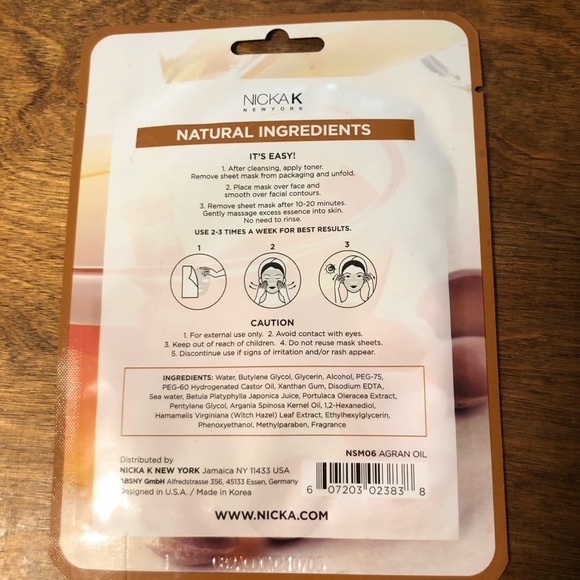 NICKA K
NEW YORK
NATURAL INGREDIENTS
IT'S EASY!
1. After cleansing, apply toner.
Remove sheet mask from packaging and unfold.
2. Place mask over face and
smooth over facial contours.
3. Remove sheet mask after 10-20 minutes.
Gently massage excess essence into skin.
No need to rinse.
USE 2-3 TIMES A WEEK FOR BEST RESULTS.
1 2 3
CAUTION
1. For external use only. 2. Avoid contact with eyes.
3. Keep out of reach of children. 4. Do not reuse mask sheets.
5. Discontinue use if signs of irritation and/or rash appear.
INGREDIENTS: Water, Butylene Glycol, Glycerin, Alcohol, PEG-75,
PEG-60 Hydrogenated Castor Oil, Xanthan Gum, Disodium EDTA,
Sea water, Betula Platyphylla Japonica Juice, Portulaca Oleracea Extract,
Pentylene Glycol, Argania Spinosa Kernel Oil, 1,2-Hexanediol,
Hamamelis Virginiana (Witch Hazel) Leaf Extract, Ethylhexylglycerin,
Phenoxyethanol, Methylparaben, Fragrance
Distributed by
NICKA K NEW YORK Jamaica NY 11433 USA
ABSNY GmbH Alfredstrasse 356, 45133 Essen, Germany
Designed in U.S.A. / Made in Korea
NSM06 AGRAN OIL
6 07203 02383 8
WWW.NICKA.COM